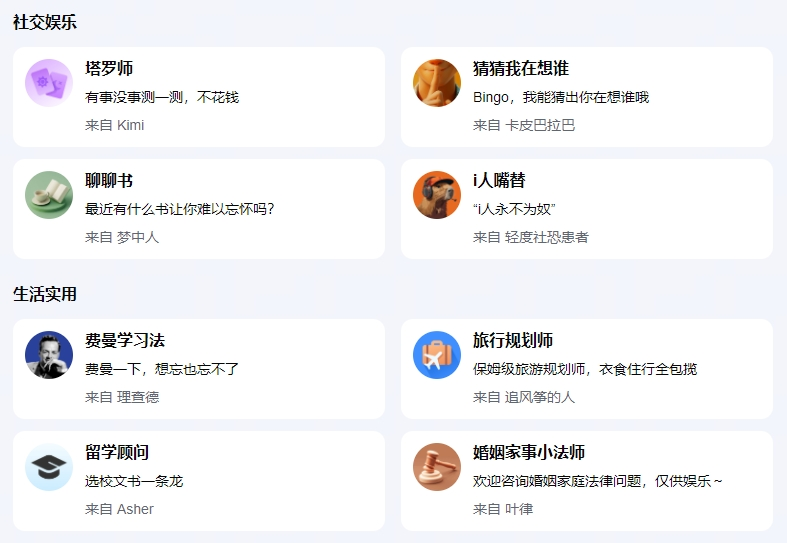 社交娱乐
塔罗师
有事没事测一测，不花钱
来自 Kimi
猜猜我在想谁
Bingo，我能猜出你在想谁哦
来自 卡皮巴拉巴
聊聊书
最近有什么书让你难以忘怀吗？
来自 梦中人
i人嘴替
“i人永不为奴”
来自 轻度社恐患者
生活实用
费曼学习法
费曼一下，想忘也忘不了
来自 理查德
旅行规划师
保姆级旅游规划师，衣食住行全包揽
来自 追风筝的人
留学顾问
选校文书一条龙
来自 Asher
婚姻家事小法师
欢迎咨询婚姻家庭法律问题，仅供娱乐～
来自 叶律